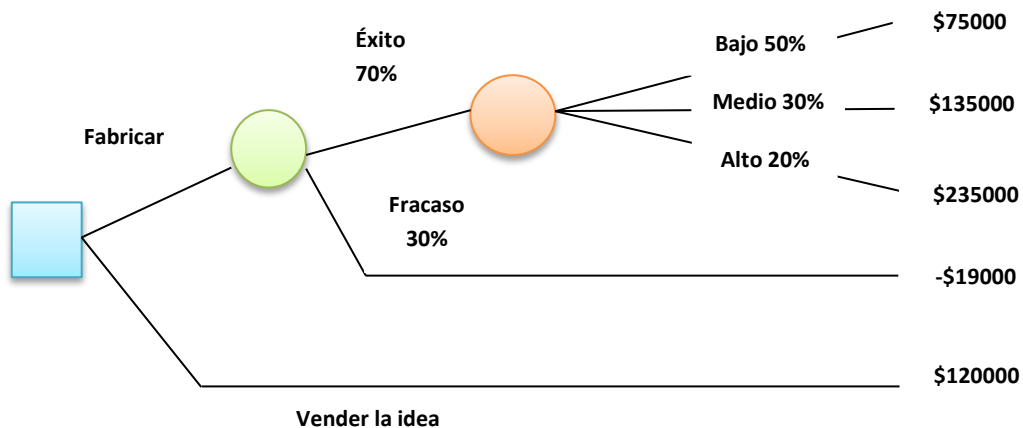 $75000
Éxito
70%
Bajo 50%
Medio 30%
$135000
Fabricar
Alto 20%
$235000
Fracaso
30%
-$19000
$120000
Vender la idea